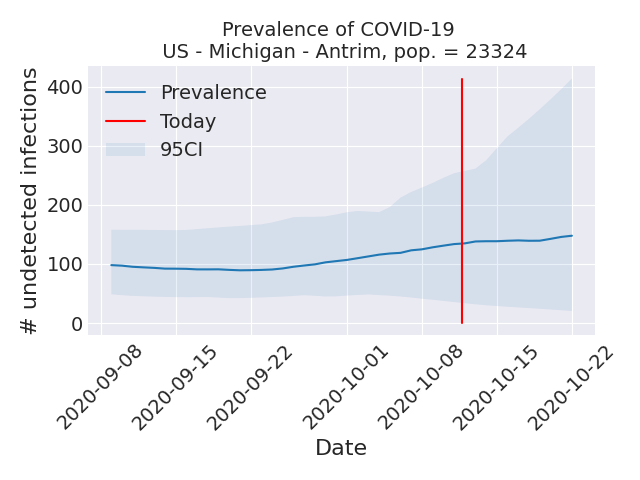 Prevalence of COVID-19
US - Michigan - Antrim, pop. = 23324
# undetected infections
400
300
200
100
0
Prevalence
Today
95CI
2020-09-08
2020-09-15
2020-09-22
2020-10-01
2020-10-08
2020-10-15
2020-10-22
Date